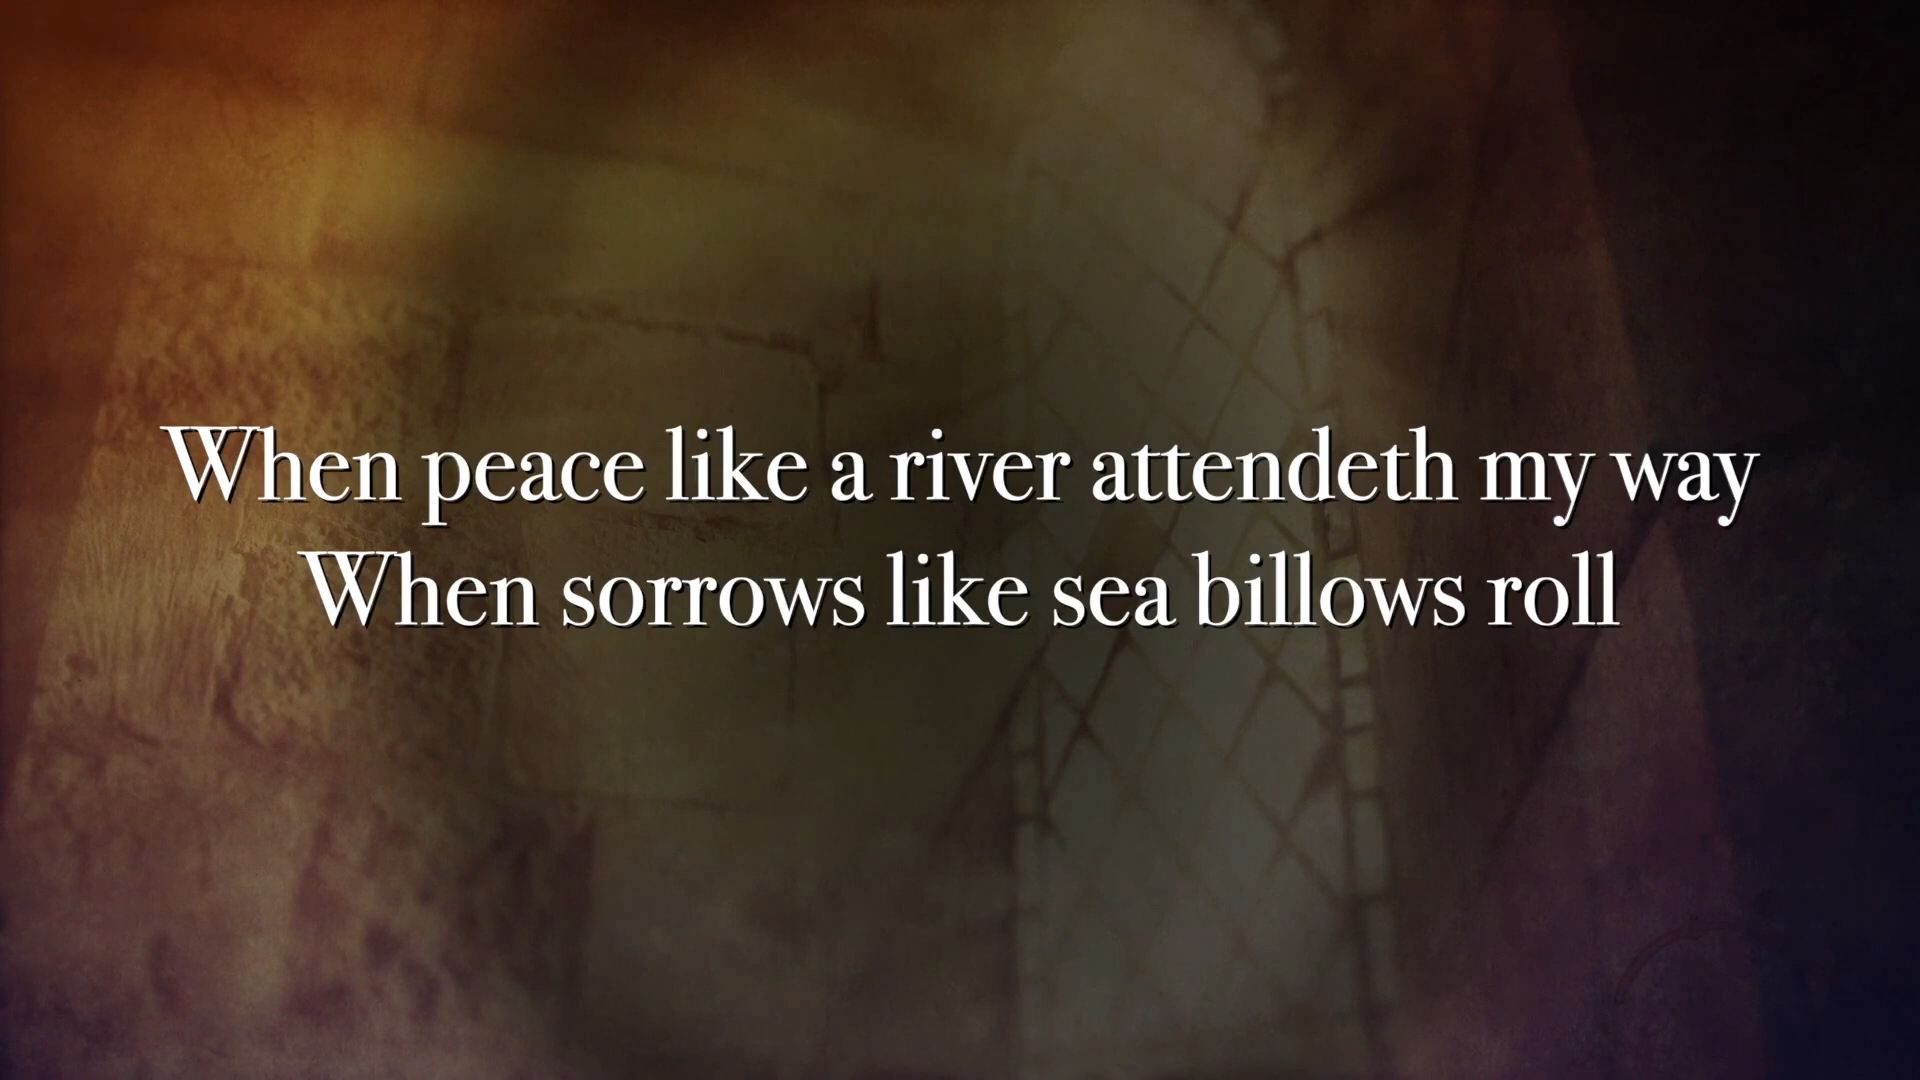 When peace like a river attendeth my way
When sorrows like sea billows roll